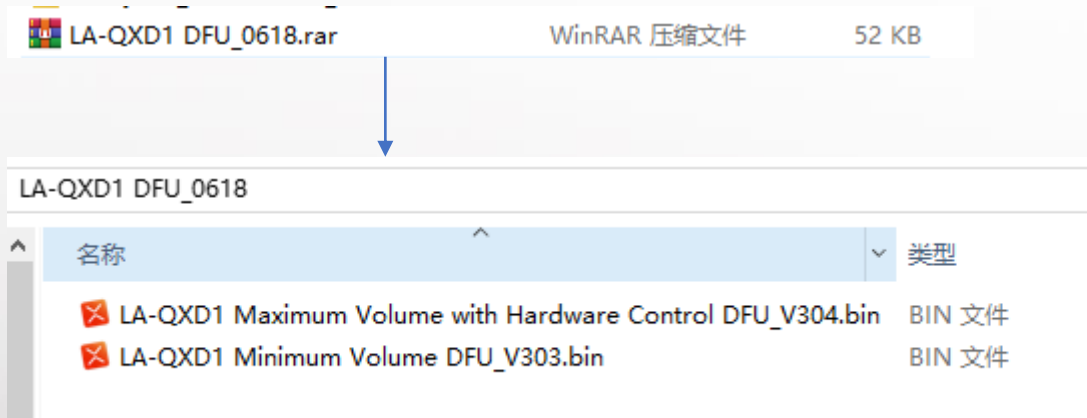 LA-QXD1 DFU_0618.rar WinRAR 压缩文件 52 KB
LA-QXD1 DFU_0618
名称 类型
LA-QXD1 Maximum Volume with Hardware Control DFU_V304.bin BIN 文件
LA-QXD1 Minimum Volume DFU_V303.bin BIN 文件